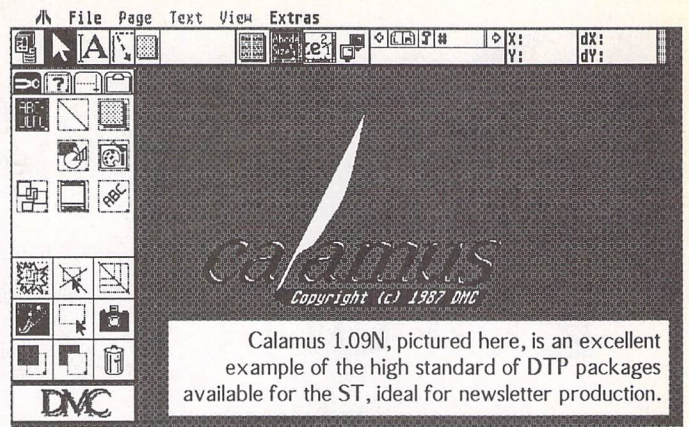 File Page Text View Extras
X: dX:
Y: dY:
ABC
ABC
calamus
Copyright (c) 1987 DMC
Calamus 1.09N, pictured here, is an excellent
example of the high standard of DTP packages
available for the ST, ideal for newsletter production.
DMC